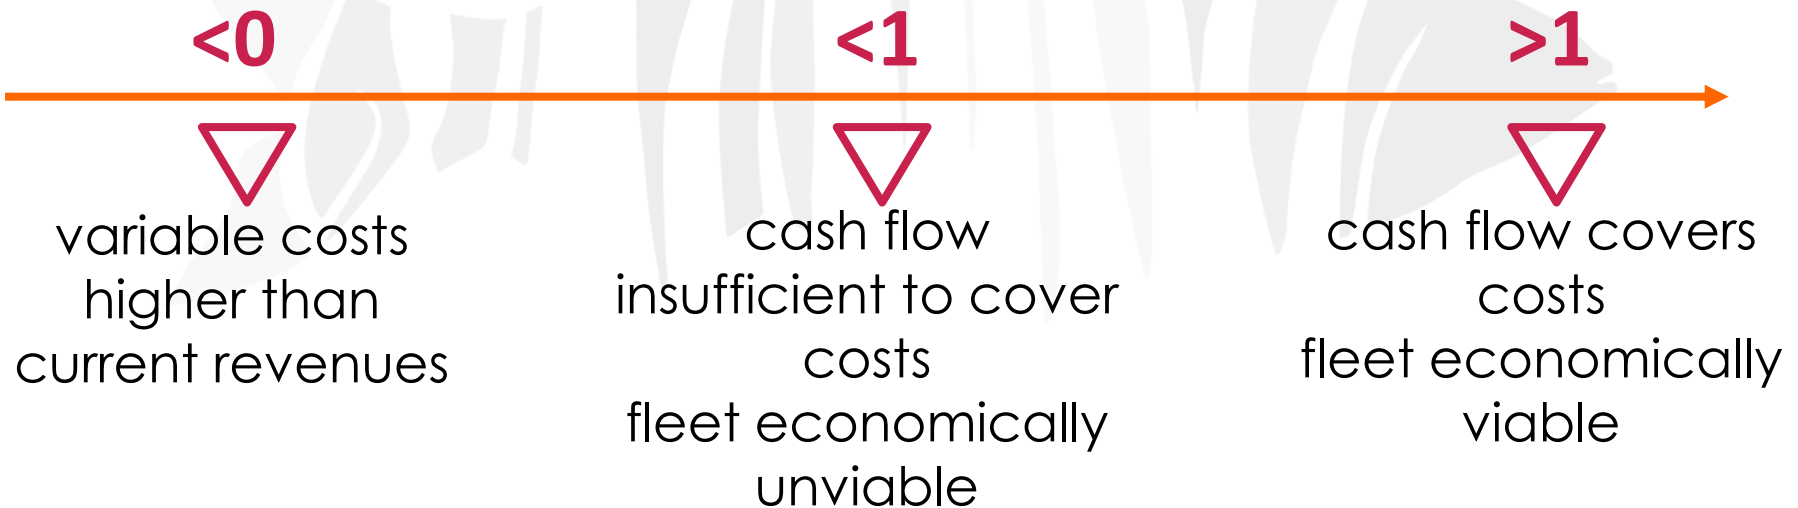 <0
<1
>1
variable costs
higher than
current revenues
cash flow
insufficient to cover
costs
fleet economically
unviable
cash flow covers
costs
fleet economically
viable